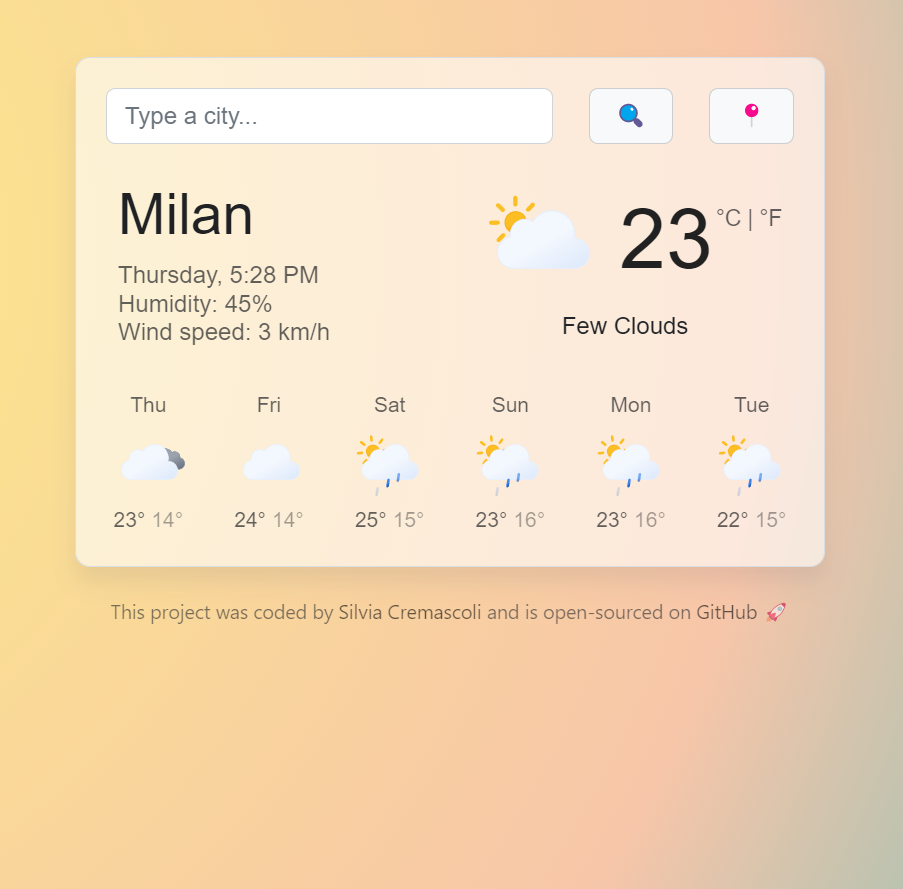 Type a city...
Milan
Thursday, 5:28 PM
Humidity: 45%
Wind speed: 3 km/h
23 °C | °F
Few Clouds
Thu Fri Sat Sun Mon Tue
23° 14° 24° 14° 25° 15° 23° 16° 23° 16° 22° 15°
This project was coded by Silvia Cremascoli and is open-sourced on GitHub 🚀